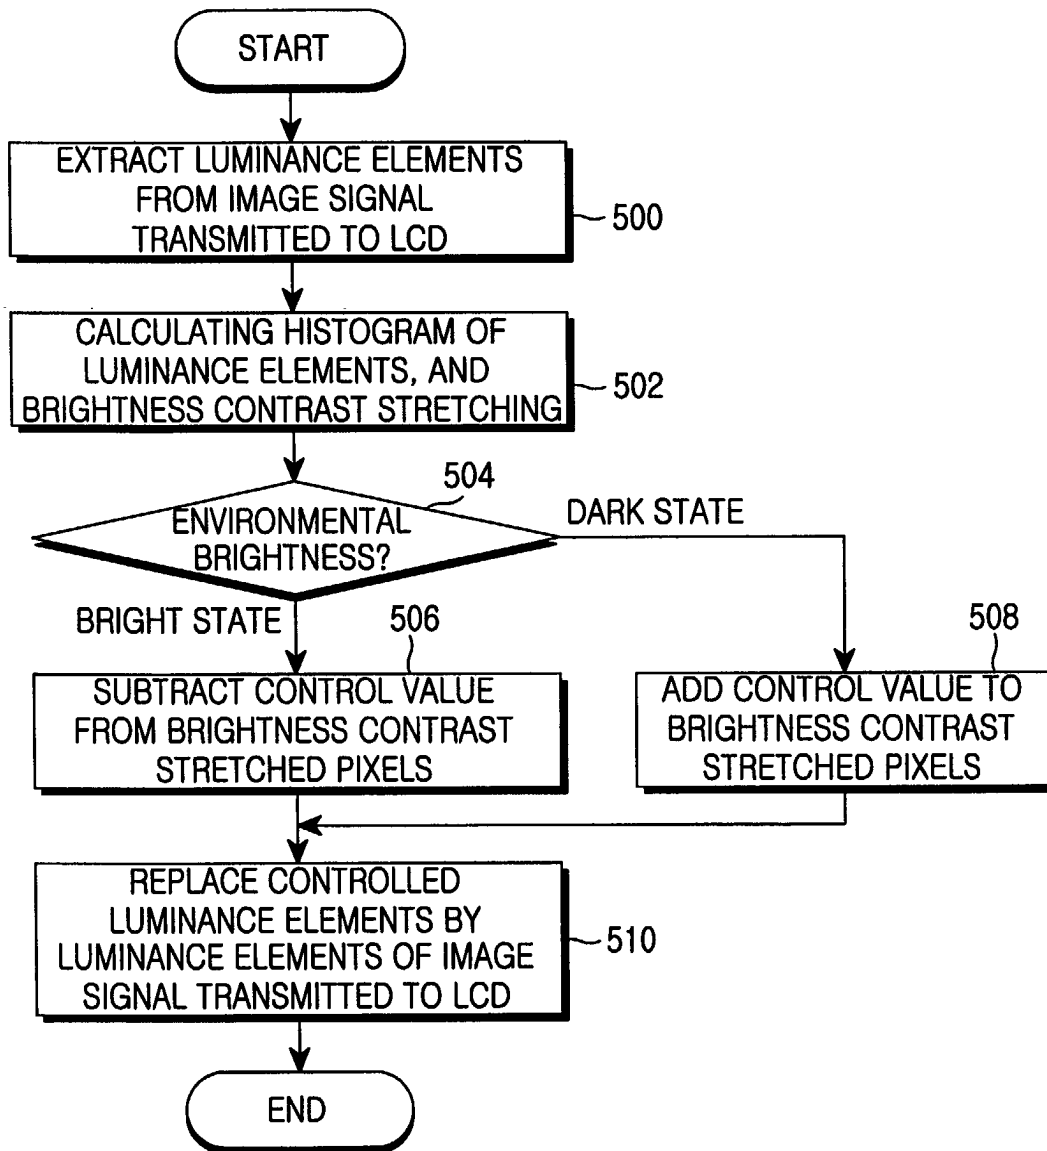 START
EXTRACT LUMINANCE ELEMENTS
FROM IMAGE SIGNAL
TRANSMITTED TO LCD
500
CALCULATING HISTOGRAM OF
LUMINANCE ELEMENTS, AND
BRIGHTNESS CONTRAST STRETCHING
502
504
ENVIRONMENTAL
BRIGHTNESS?
DARK STATE
BRIGHT STATE
506
508
SUBTRACT CONTROL VALUE
FROM BRIGHTNESS CONTRAST
STRETCHED PIXELS
ADD CONTROL VALUE TO
BRIGHTNESS CONTRAST
STRETCHED PIXELS
REPLACE CONTROLLED
LUMINANCE ELEMENTS BY
LUMINANCE ELEMENTS OF IMAGE
SIGNAL TRANSMITTED TO LCD
510
END